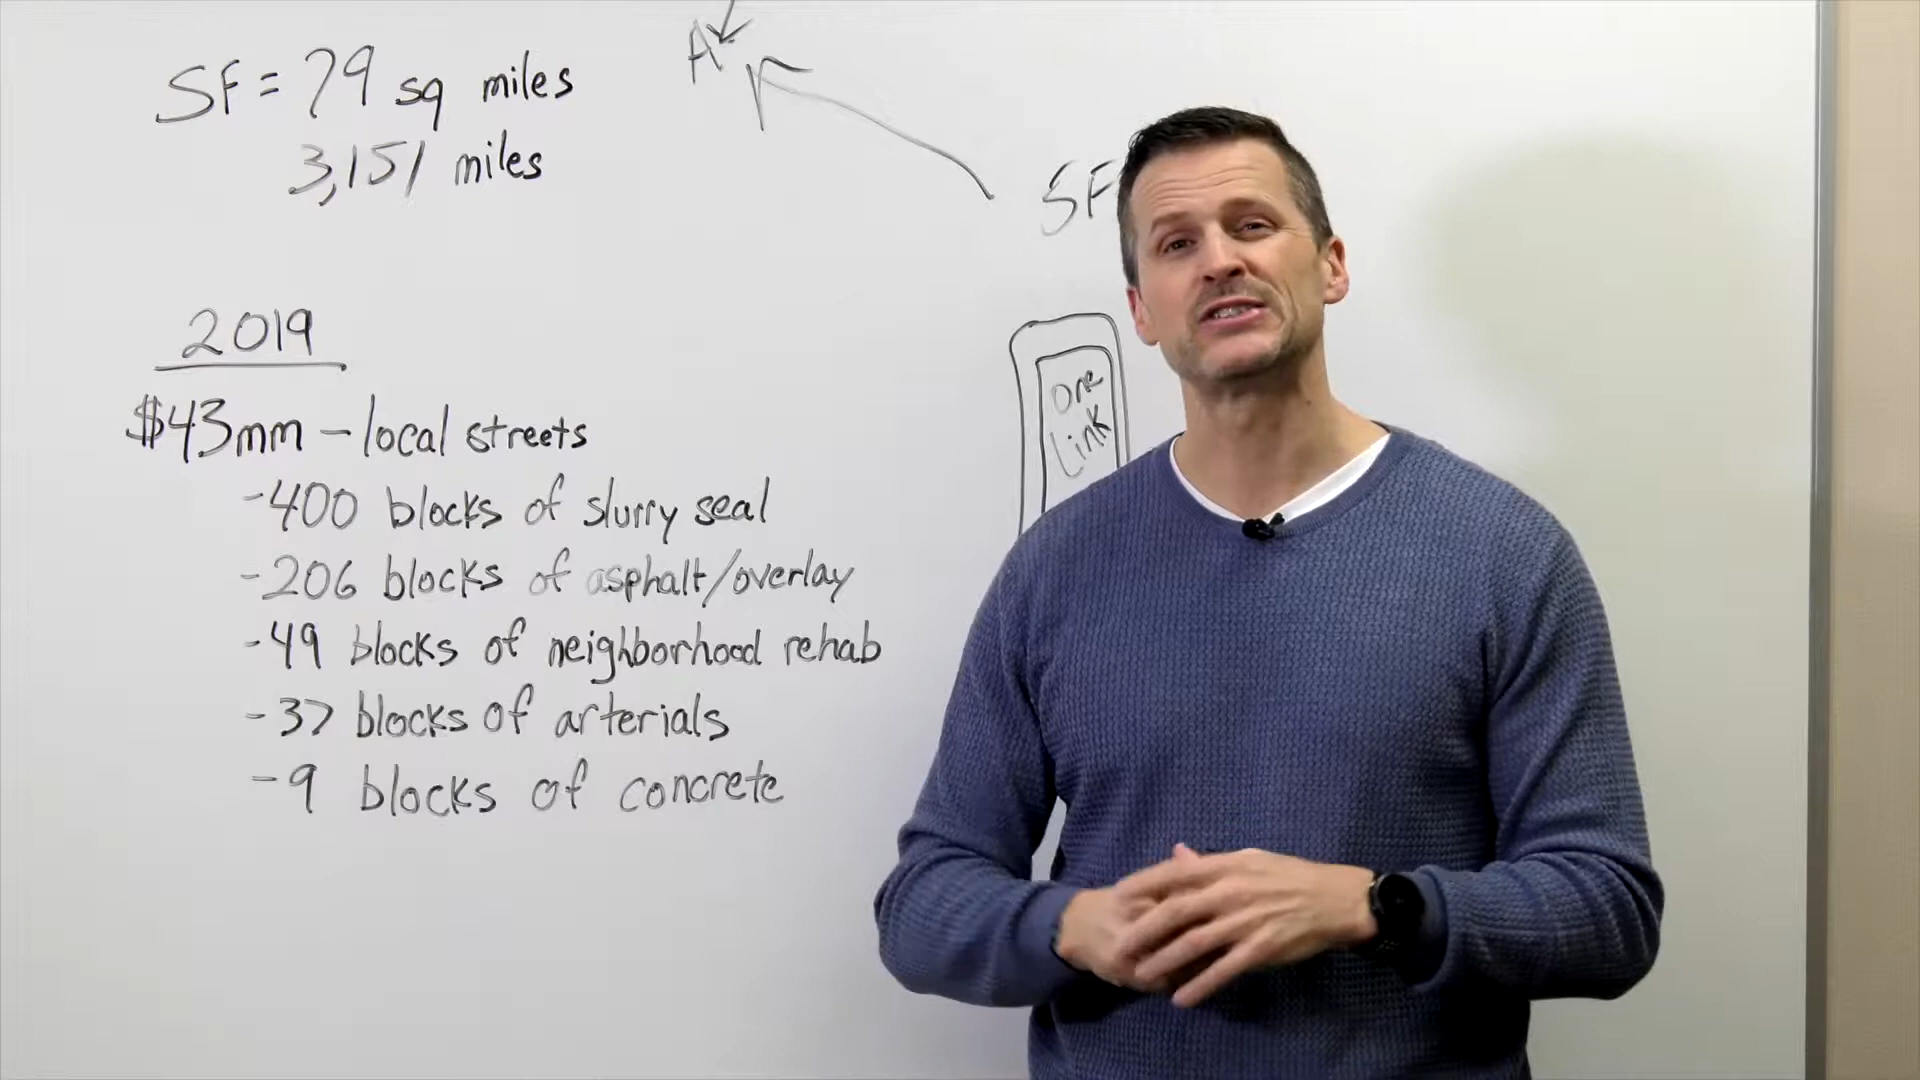 SF = 79 sq miles
3,151 miles
2019
$43mm - local streets
- 400 blocks of slurry seal
- 206 blocks of asphalt/overlay
- 49 blocks of neighborhood rehab
- 37 blocks of arterials
- 9 blocks of concrete
A
SF
One
Link